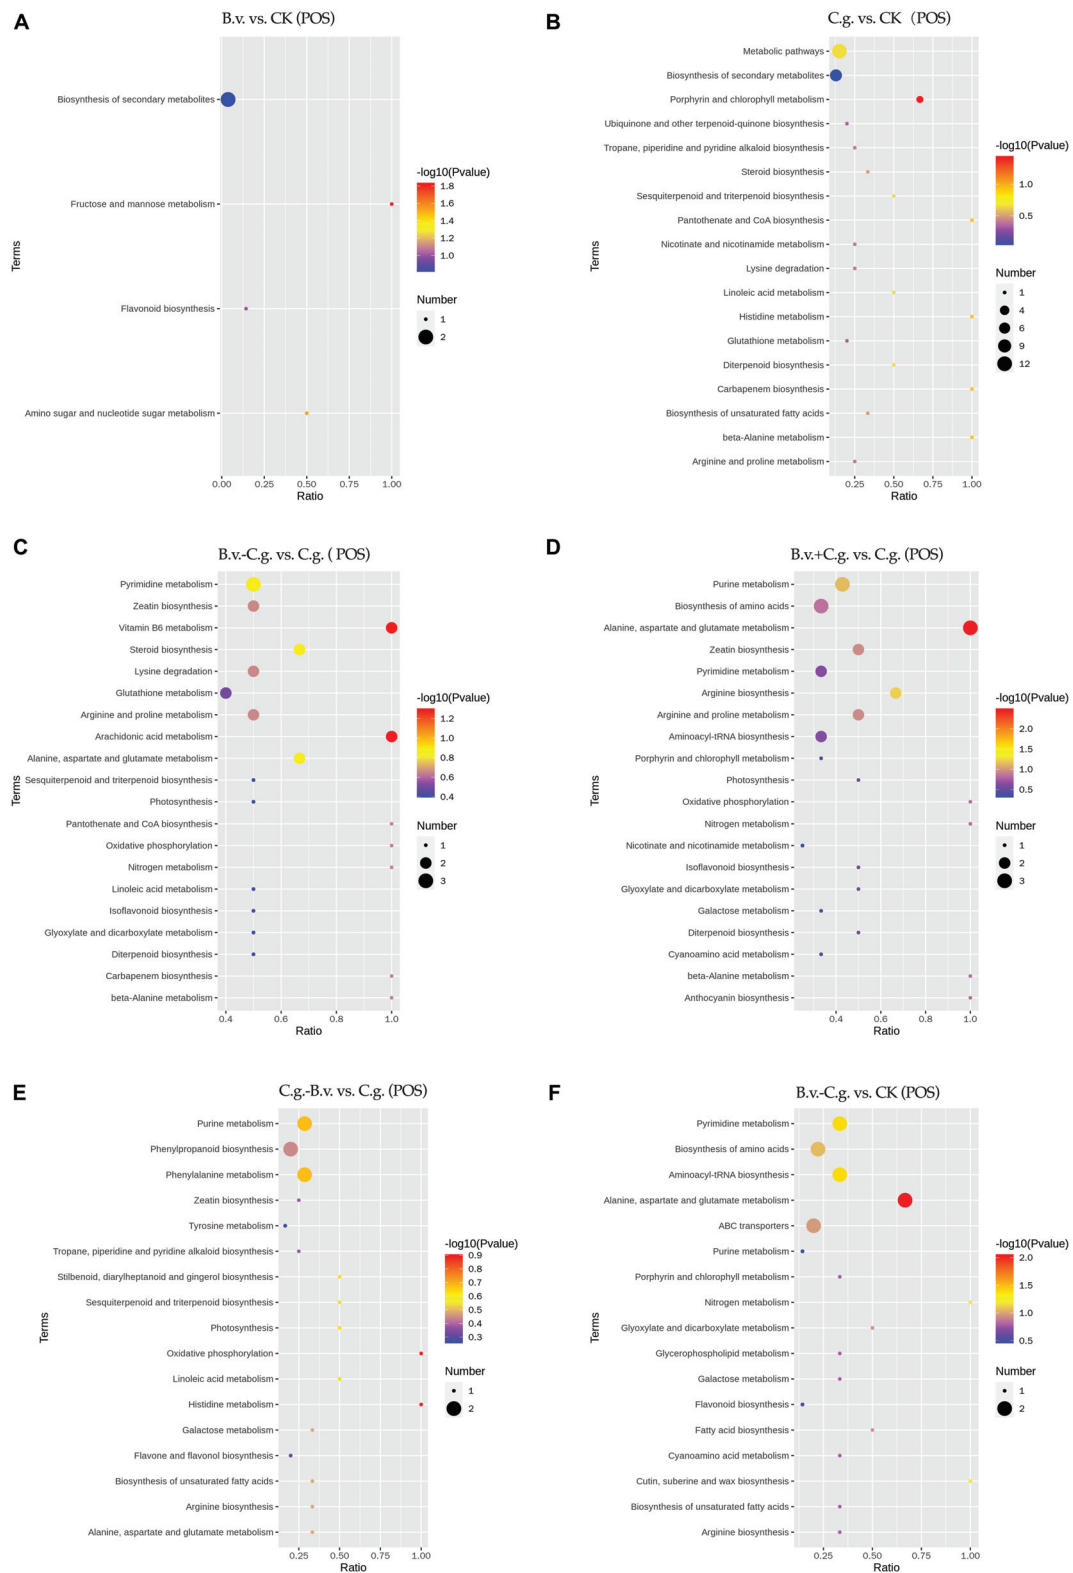 A
B.v. vs. CK (POS)
Terms
Biosynthesis of secondary metabolites
Fructose and mannose metabolism
Flavonoid biosynthesis
Amino sugar and nucleotide sugar metabolism
0.00 0.25 0.50 0.75 1.00
Ratio
-log10(Pvalue)
1.8
1.6
1.4
1.2
1.0
Number
1
2
B
C.g. vs. CK (POS)
Terms
Metabolic pathways
Biosynthesis of secondary metabolites
Porphyrin and chlorophyll metabolism
Ubiquinone and other terpenoid-quinone biosynthesis
Tropane, piperidine and pyridine alkaloid biosynthesis
Steroid biosynthesis
Sesquiterpenoid and triterpenoid biosynthesis
Pantothenate and CoA biosynthesis
Nicotinate and nicotinamide metabolism
Lysine degradation
Linoleic acid metabolism
Histidine metabolism
Glutathione metabolism
Diterpenoid biosynthesis
Carbapenem biosynthesis
Biosynthesis of unsaturated fatty acids
beta-Alanine metabolism
Arginine and proline metabolism
0.25 0.50 0.75 1.00
Ratio
-log10(Pvalue)
1.0
0.5
Number
1
4
6
9
12
C
B.v.-C.g. vs. C.g. ( POS)
Terms
Pyrimidine metabolism
Zeatin biosynthesis
Vitamin B6 metabolism
Steroid biosynthesis
Lysine degradation
Glutathione metabolism
Arginine and proline metabolism
Arachidonic acid metabolism
Alanine, aspartate and glutamate metabolism
Sesquiterpenoid and triterpenoid biosynthesis
Photosynthesis
Pantothenate and CoA biosynthesis
Oxidative phosphorylation
Nitrogen metabolism
Linoleic acid metabolism
Isoflavonoid biosynthesis
Glyoxylate and dicarboxylate metabolism
Diterpenoid biosynthesis
Carbapenem biosynthesis
beta-Alanine metabolism
0.4 0.6 0.8 1.0
Ratio
-log10(Pvalue)
1.2
1.0
0.8
0.6
0.4
Number
1
2
3
D
B.v.+C.g. vs. C.g. (POS)
Terms
Purine metabolism
Biosynthesis of amino acids
Alanine, aspartate and glutamate metabolism
Zeatin biosynthesis
Pyrimidine metabolism
Arginine biosynthesis
Arginine and proline metabolism
Aminoacyl-tRNA biosynthesis
Porphyrin and chlorophyll metabolism
Photosynthesis
Oxidative phosphorylation
Nitrogen metabolism
Nicotinate and nicotinamide metabolism
Isoflavonoid biosynthesis
Glyoxylate and dicarboxylate metabolism
Galactose metabolism
Diterpenoid biosynthesis
Cyanoamino acid metabolism
beta-Alanine metabolism
Anthocyanin biosynthesis
0.4 0.6 0.8 1.0
Ratio
-log10(Pvalue)
2.0
1.5
1.0
0.5
Number
1
2
3
E
C.g.-B.v. vs. C.g. (POS)
Terms
Purine metabolism
Phenylpropanoid biosynthesis
Phenylalanine metabolism
Zeatin biosynthesis
Tyrosine metabolism
Tropane, piperidine and pyridine alkaloid biosynthesis
Stilbenoid, diarylheptanoid and gingerol biosynthesis
Sesquiterpenoid and triterpenoid biosynthesis
Photosynthesis
Oxidative phosphorylation
Linoleic acid metabolism
Histidine metabolism
Galactose metabolism
Flavone and flavonol biosynthesis
Biosynthesis of unsaturated fatty acids
Arginine biosynthesis
Alanine, aspartate and glutamate metabolism
0.25 0.50 0.75 1.00
Ratio
-log10(Pvalue)
0.9
0.8
0.7
0.6
0.5
0.4
0.3
Number
1
2
F
B.v.-C.g. vs. CK (POS)
Terms
Pyrimidine metabolism
Biosynthesis of amino acids
Aminoacyl-tRNA biosynthesis
Alanine, aspartate and glutamate metabolism
ABC transporters
Purine metabolism
Porphyrin and chlorophyll metabolism
Nitrogen metabolism
Glyoxylate and dicarboxylate metabolism
Glycerophospholipid metabolism
Galactose metabolism
Flavonoid biosynthesis
Fatty acid biosynthesis
Cyanoamino acid metabolism
Cutin, suberine and wax biosynthesis
Biosynthesis of unsaturated fatty acids
Arginine biosynthesis
0.25 0.50 0.75 1.00
Ratio
-log10(Pvalue)
2.0
1.5
1.0
0.5
Number
1
2